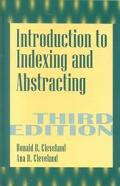 Introduction to
Indexing and
Abstracting
THIRD
EDITION
Donald B. Cleveland
Ana D. Cleveland